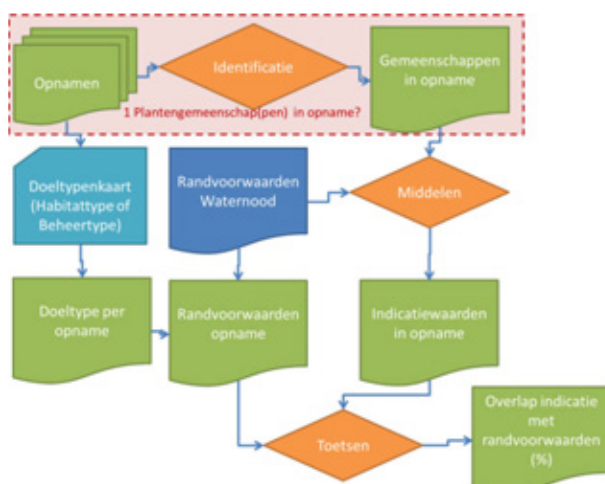 Opnamen
Identificatie
Gemeenschappen
in opname
1 Plantengemeenschap(pen) in opname?
Doeltypenkaart
(Habitattype of
Beheertype)
Randvoorwaarden
Waternood
Middelen
Doeltype per
opname
Randvoorwaarden
opname
Indicatiewaarden
in opname
Toetsen
Overlap indicatie
met
randvoorwaarden
(%)